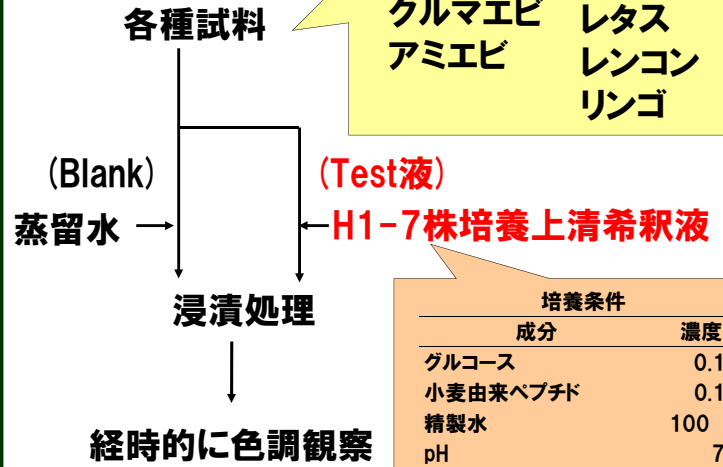 各種試料
クルマエビ
アミエビ
レタス
レンコン
リンゴ
(Blank)
(Test液)
蒸留水
H1-7株培養上清希釈液
浸漬処理
経時的に色調観察
培養条件
成分 濃度
グルコース 0.1
小麦由来ペプチド 0.1
精製水 100
pH 7